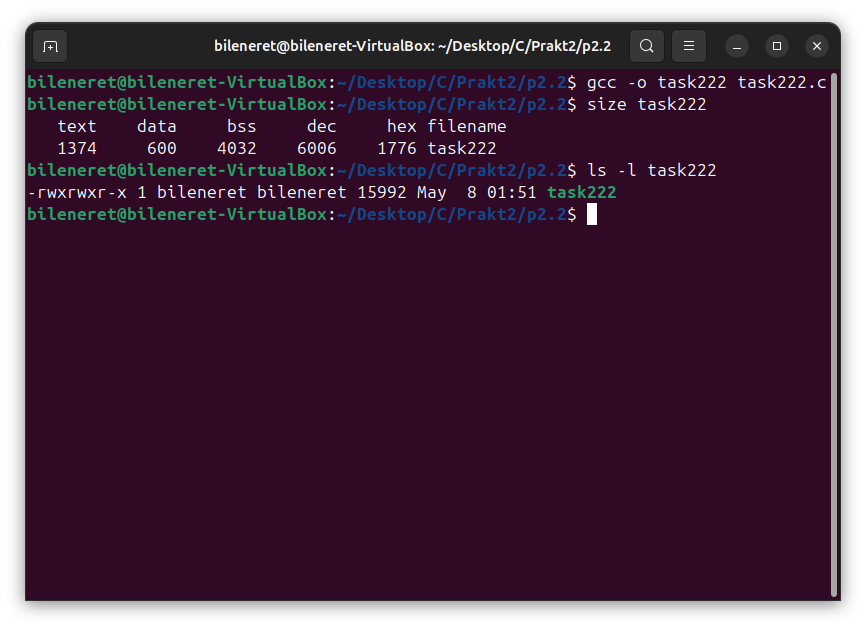 bileneret@bileneret-VirtualBox: ~/Desktop/C/Prakt2/p2.2
bileneret@bileneret-VirtualBox:~/Desktop/C/Prakt2/p2.2$ gcc -o task222 task222.c
bileneret@bileneret-VirtualBox:~/Desktop/C/Prakt2/p2.2$ size task222
   text    data     bss     dec     hex filename
   1374     600    4032    6006    1776 task222
bileneret@bileneret-VirtualBox:~/Desktop/C/Prakt2/p2.2$ ls -l task222
-rwxrwxr-x 1 bileneret bileneret 15992 May  8 01:51 task222
bileneret@bileneret-VirtualBox:~/Desktop/C/Prakt2/p2.2$